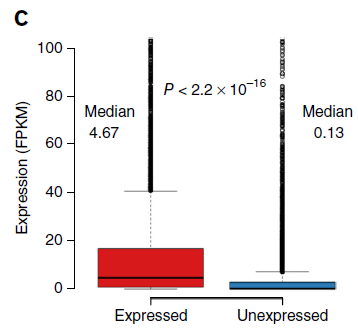 C
Expression (FPKM)
100
80
60
40
20
0
P < 2.2 × 10⁻¹⁶
Median
4.67
Median
0.13
Expressed
Unexpressed